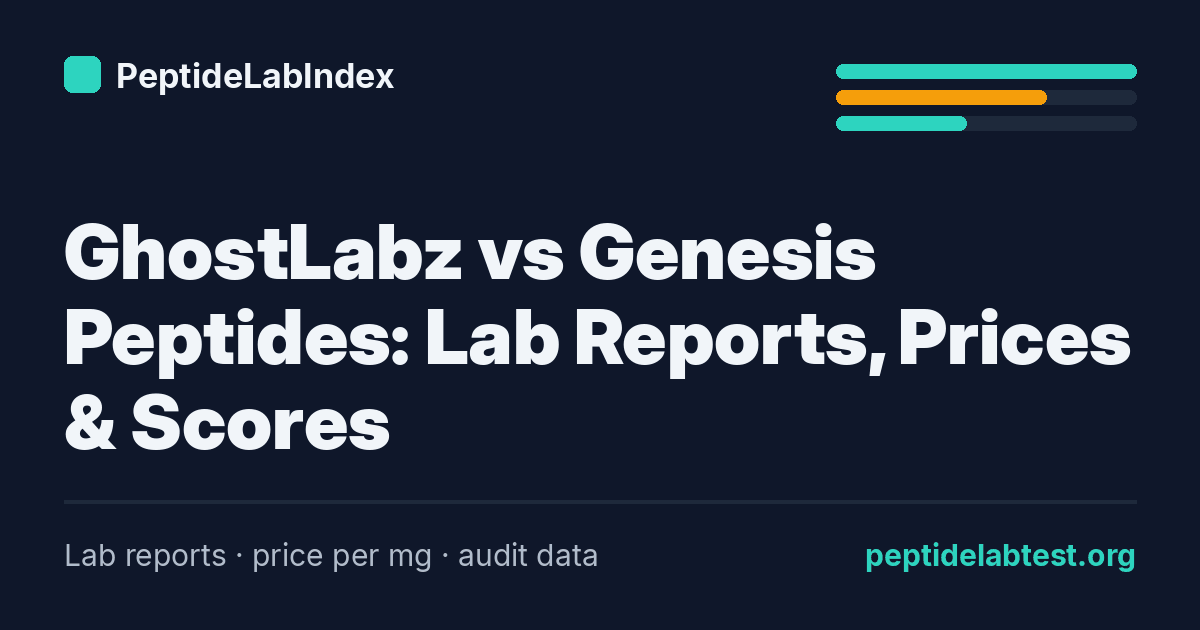 PeptideLabIndex
GhostLabz vs Genesis
Peptides: Lab Reports, Prices
& Scores
Lab reports · price per mg · audit data
peptidelabtest.org